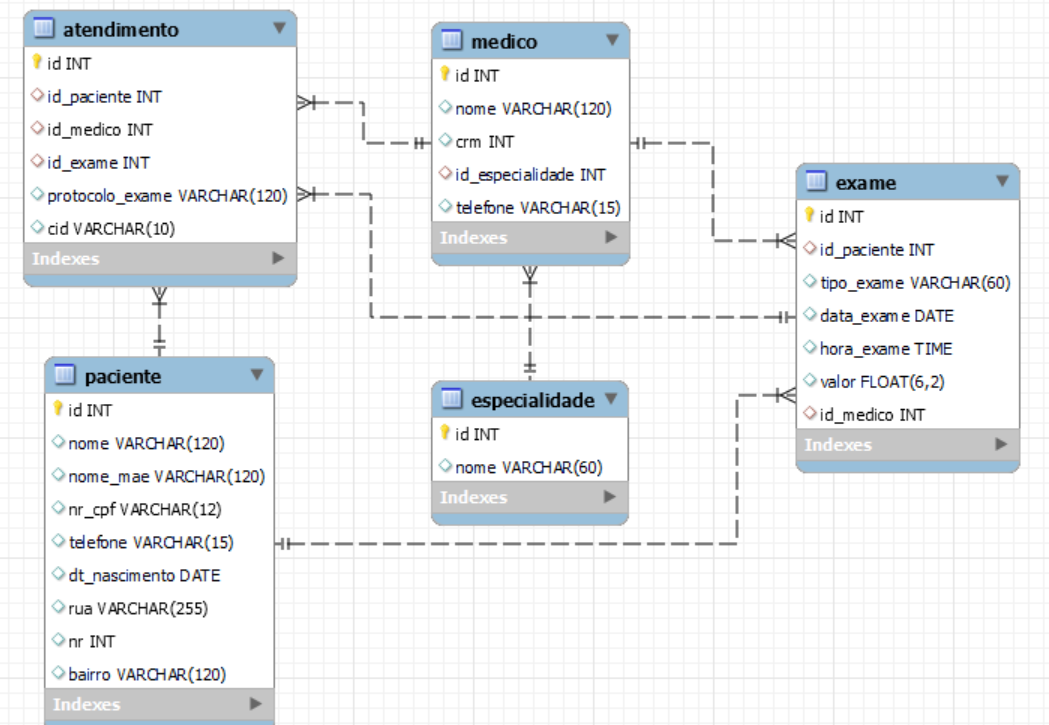 atendimento
id INT
id_paciente INT
id_medico INT
id_exame INT
protocolo_exame VARCHAR(120)
cid VARCHAR(10)
Indexes
medico
id INT
nome VARCHAR(120)
crm INT
id_especialidade INT
telefone VARCHAR(15)
Indexes
exame
id INT
id_paciente INT
tipo_exame VARCHAR(60)
data_exame DATE
hora_exame TIME
valor FLOAT(6,2)
id_medico INT
Indexes
paciente
id INT
nome VARCHAR(120)
nome_mae VARCHAR(120)
nr_cpf VARCHAR(12)
telefone VARCHAR(15)
dt_nascimento DATE
rua VARCHAR(255)
nr INT
bairro VARCHAR(120)
Indexes
especialidade
id INT
nome VARCHAR(60)
Indexes